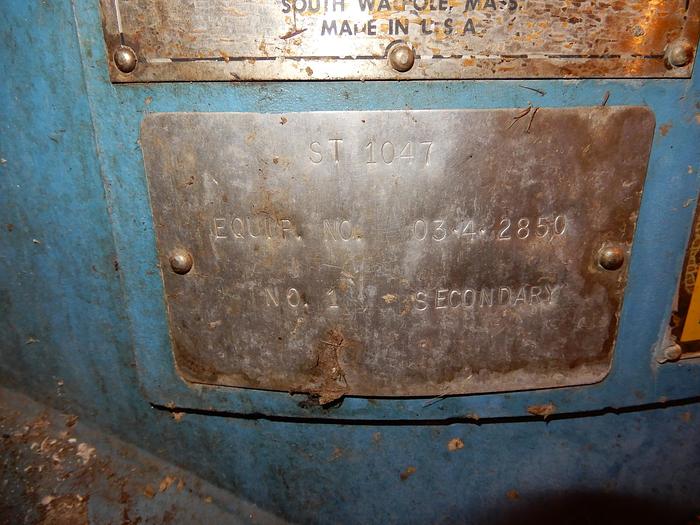 SOUTH WALPOLE, MASS.
MADE IN U.S.A.
ST 1047
EQUIP. NO. 03-4-2850
NO. 1 SECONDARY